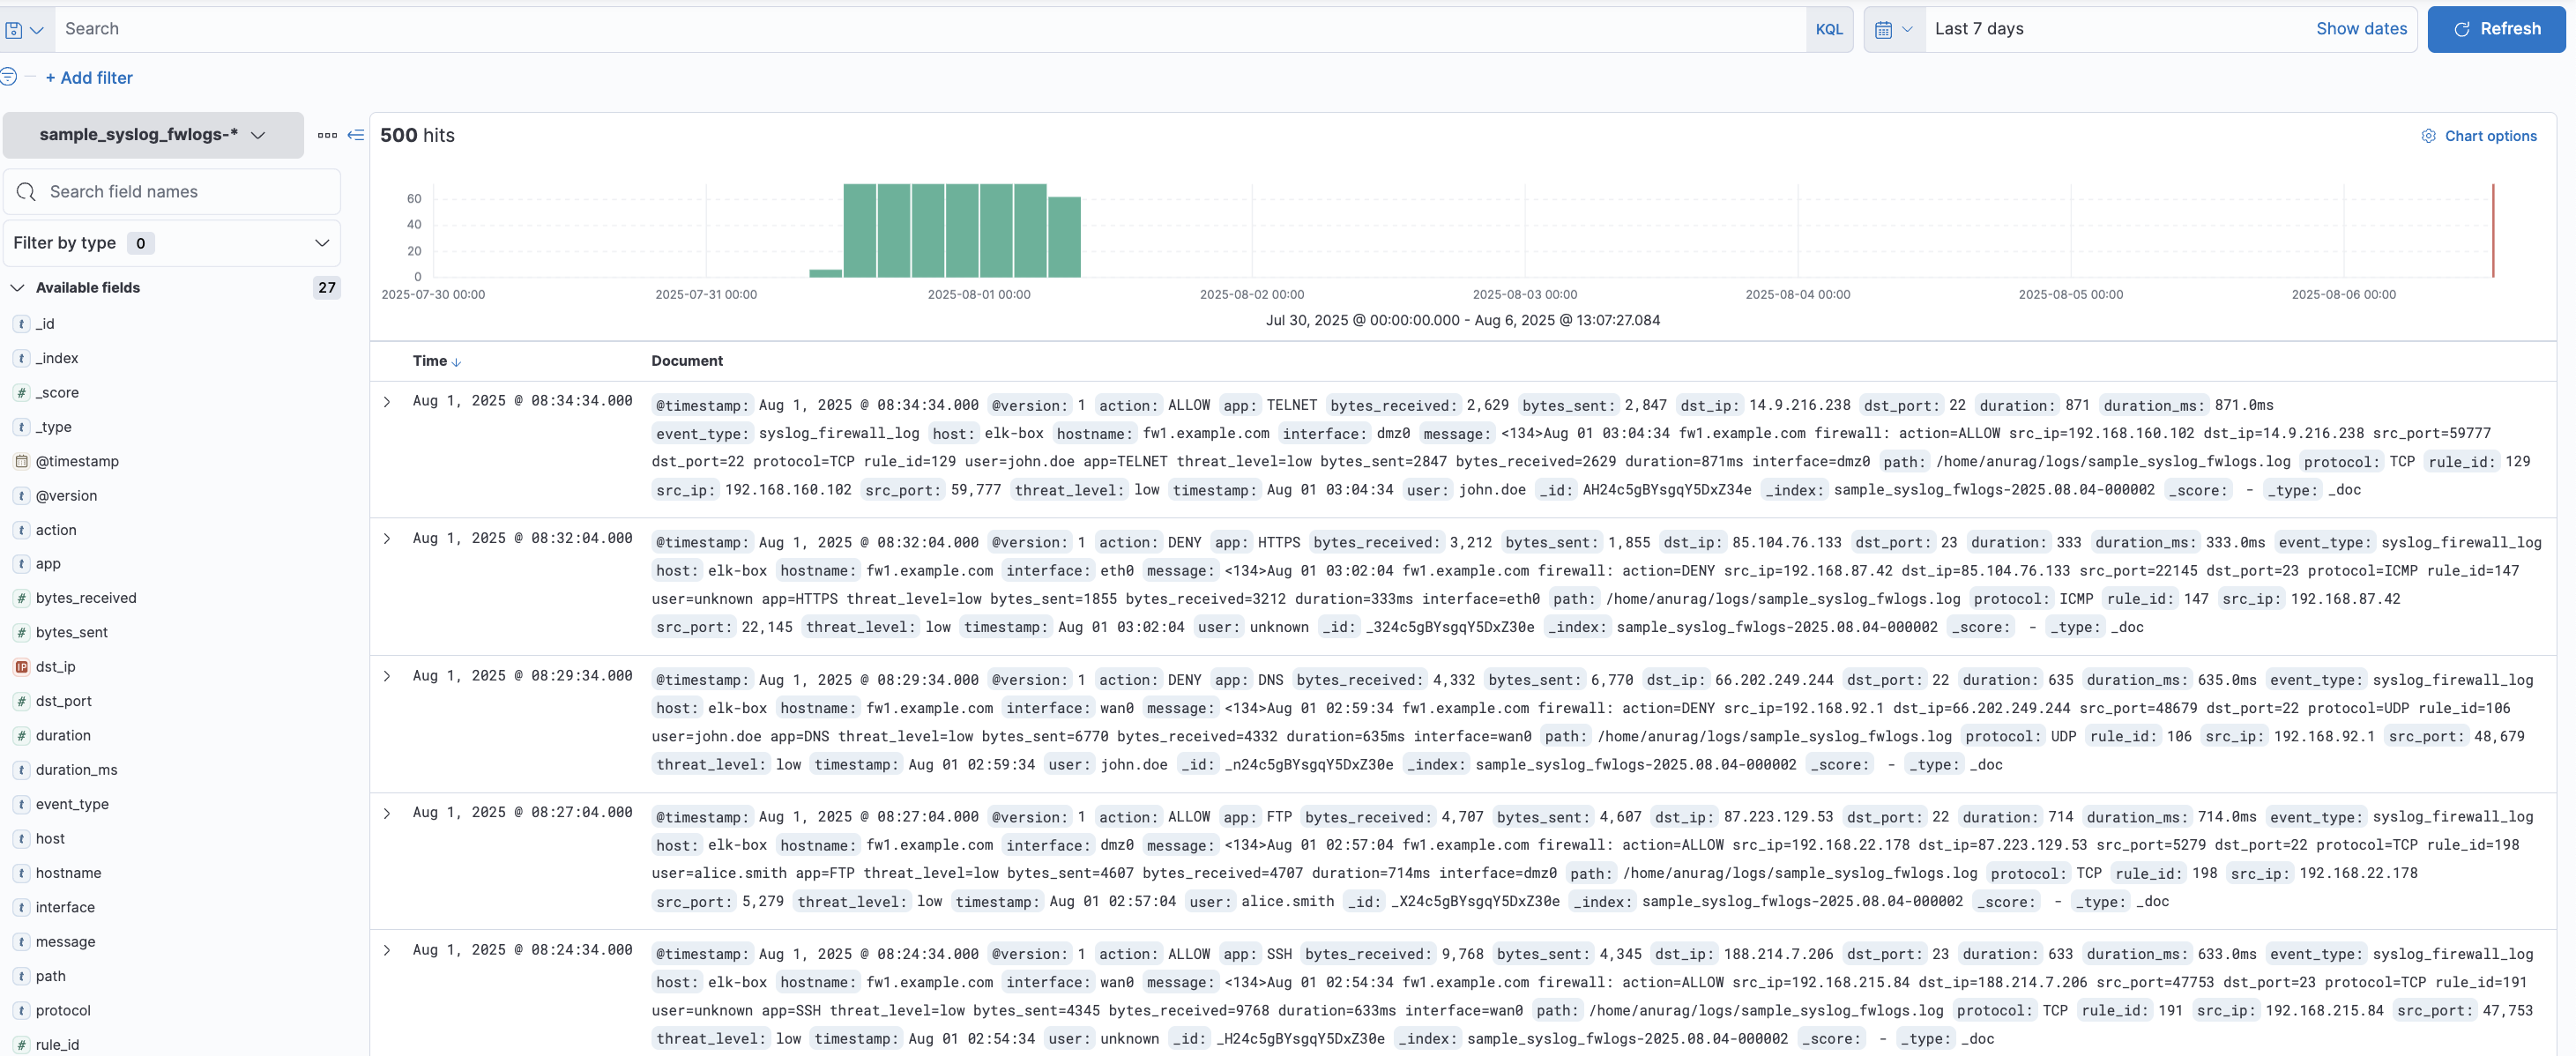 Search KQL Last 7 days Show dates Refresh
+ Add filter
sample_syslog_fwlogs-*
Search field names
Filter by type 0
Available fields 27
t _id
t _index
# _score
t _type
@timestamp
t @version
t action
t app
# bytes_received
# bytes_sent
IP dst_ip
# dst_port
# duration
t duration_ms
t event_type
t host
t hostname
t interface
t message
t path
t protocol
# rule_id
500 hits Chart options
60
40
20
0
2025-07-30 00:00 2025-07-31 00:00 2025-08-01 00:00 2025-08-02 00:00 2025-08-03 00:00 2025-08-04 00:00 2025-08-05 00:00 2025-08-06 00:00
Jul 30, 2025 @ 00:00:00.000 - Aug 6, 2025 @ 13:07:27.084
Time Document
Aug 1, 2025 @ 08:34:34.000 @timestamp: Aug 1, 2025 @ 08:34:34.000 @version: 1 action: ALLOW app: TELNET bytes_received: 2,629 bytes_sent: 2,847 dst_ip: 14.9.216.238 dst_port: 22 duration: 871 duration_ms: 871.0ms
event_type: syslog_firewall_log host: elk-box hostname: fw1.example.com interface: dmz0 message: <134>Aug 01 03:04:34 fw1.example.com firewall: action=ALLOW src_ip=192.168.160.102 dst_ip=14.9.216.238 src_port=59777
dst_port=22 protocol=TCP rule_id=129 user=john.doe app=TELNET threat_level=low bytes_sent=2847 bytes_received=2629 duration=871ms interface=dmz0 path: /home/anurag/logs/sample_syslog_fwlogs.log protocol: TCP rule_id: 129
src_ip: 192.168.160.102 src_port: 59,777 threat_level: low timestamp: Aug 01 03:04:34 user: john.doe _id: AH24c5gBYsgqY5DxZ34e _index: sample_syslog_fwlogs-2025.08.04-000002 _score: - _type: _doc
Aug 1, 2025 @ 08:32:04.000 @timestamp: Aug 1, 2025 @ 08:32:04.000 @version: 1 action: DENY app: HTTPS bytes_received: 3,212 bytes_sent: 1,855 dst_ip: 85.104.76.133 dst_port: 23 duration: 333 duration_ms: 333.0ms event_type: syslog_firewall_log
host: elk-box hostname: fw1.example.com interface: eth0 message: <134>Aug 01 03:02:04 fw1.example.com firewall: action=DENY src_ip=192.168.87.42 dst_ip=85.104.76.133 src_port=22145 dst_port=23 protocol=ICMP rule_id=147
user=unknown app=HTTPS threat_level=low bytes_sent=1855 bytes_received=3212 duration=333ms interface=eth0 path: /home/anurag/logs/sample_syslog_fwlogs.log protocol: ICMP rule_id: 147 src_ip: 192.168.87.42
src_port: 22,145 threat_level: low timestamp: Aug 01 03:02:04 user: unknown _id: _324c5gBYsgqY5DxZ30e _index: sample_syslog_fwlogs-2025.08.04-000002 _score: - _type: _doc
Aug 1, 2025 @ 08:29:34.000 @timestamp: Aug 1, 2025 @ 08:29:34.000 @version: 1 action: DENY app: DNS bytes_received: 4,332 bytes_sent: 6,770 dst_ip: 66.202.249.244 dst_port: 22 duration: 635 duration_ms: 635.0ms event_type: syslog_firewall_log
host: elk-box hostname: fw1.example.com interface: wan0 message: <134>Aug 01 02:59:34 fw1.example.com firewall: action=DENY src_ip=192.168.92.1 dst_ip=66.202.249.244 src_port=48679 dst_port=22 protocol=UDP rule_id=106
user=john.doe app=DNS threat_level=low bytes_sent=6770 bytes_received=4332 duration=635ms interface=wan0 path: /home/anurag/logs/sample_syslog_fwlogs.log protocol: UDP rule_id: 106 src_ip: 192.168.92.1 src_port: 48,679
threat_level: low timestamp: Aug 01 02:59:34 user: john.doe _id: _n24c5gBYsgqY5DxZ30e _index: sample_syslog_fwlogs-2025.08.04-000002 _score: - _type: _doc
Aug 1, 2025 @ 08:27:04.000 @timestamp: Aug 1, 2025 @ 08:27:04.000 @version: 1 action: ALLOW app: FTP bytes_received: 4,707 bytes_sent: 4,607 dst_ip: 87.223.129.53 dst_port: 22 duration: 714 duration_ms: 714.0ms event_type: syslog_firewall_log
host: elk-box hostname: fw1.example.com interface: dmz0 message: <134>Aug 01 02:57:04 fw1.example.com firewall: action=ALLOW src_ip=192.168.22.178 dst_ip=87.223.129.53 src_port=5279 dst_port=22 protocol=TCP rule_id=198
user=alice.smith app=FTP threat_level=low bytes_sent=4607 bytes_received=4707 duration=714ms interface=dmz0 path: /home/anurag/logs/sample_syslog_fwlogs.log protocol: TCP rule_id: 198 src_ip: 192.168.22.178
src_port: 5,279 threat_level: low timestamp: Aug 01 02:57:04 user: alice.smith _id: _X24c5gBYsgqY5DxZ30e _index: sample_syslog_fwlogs-2025.08.04-000002 _score: - _type: _doc
Aug 1, 2025 @ 08:24:34.000 @timestamp: Aug 1, 2025 @ 08:24:34.000 @version: 1 action: ALLOW app: SSH bytes_received: 9,768 bytes_sent: 4,345 dst_ip: 188.214.7.206 dst_port: 23 duration: 633 duration_ms: 633.0ms event_type: syslog_firewall_log
host: elk-box hostname: fw1.example.com interface: wan0 message: <134>Aug 01 02:54:34 fw1.example.com firewall: action=ALLOW src_ip=192.168.215.84 dst_ip=188.214.7.206 src_port=47753 dst_port=23 protocol=TCP rule_id=191
user=unknown app=SSH threat_level=low bytes_sent=4345 bytes_received=9768 duration=633ms interface=wan0 path: /home/anurag/logs/sample_syslog_fwlogs.log protocol: TCP rule_id: 191 src_ip: 192.168.215.84 src_port: 47,753
threat_level: low timestamp: Aug 01 02:54:34 user: unknown _id: _H24c5gBYsgqY5DxZ30e _index: sample_syslog_fwlogs-2025.08.04-000002 _score: - _type: _doc